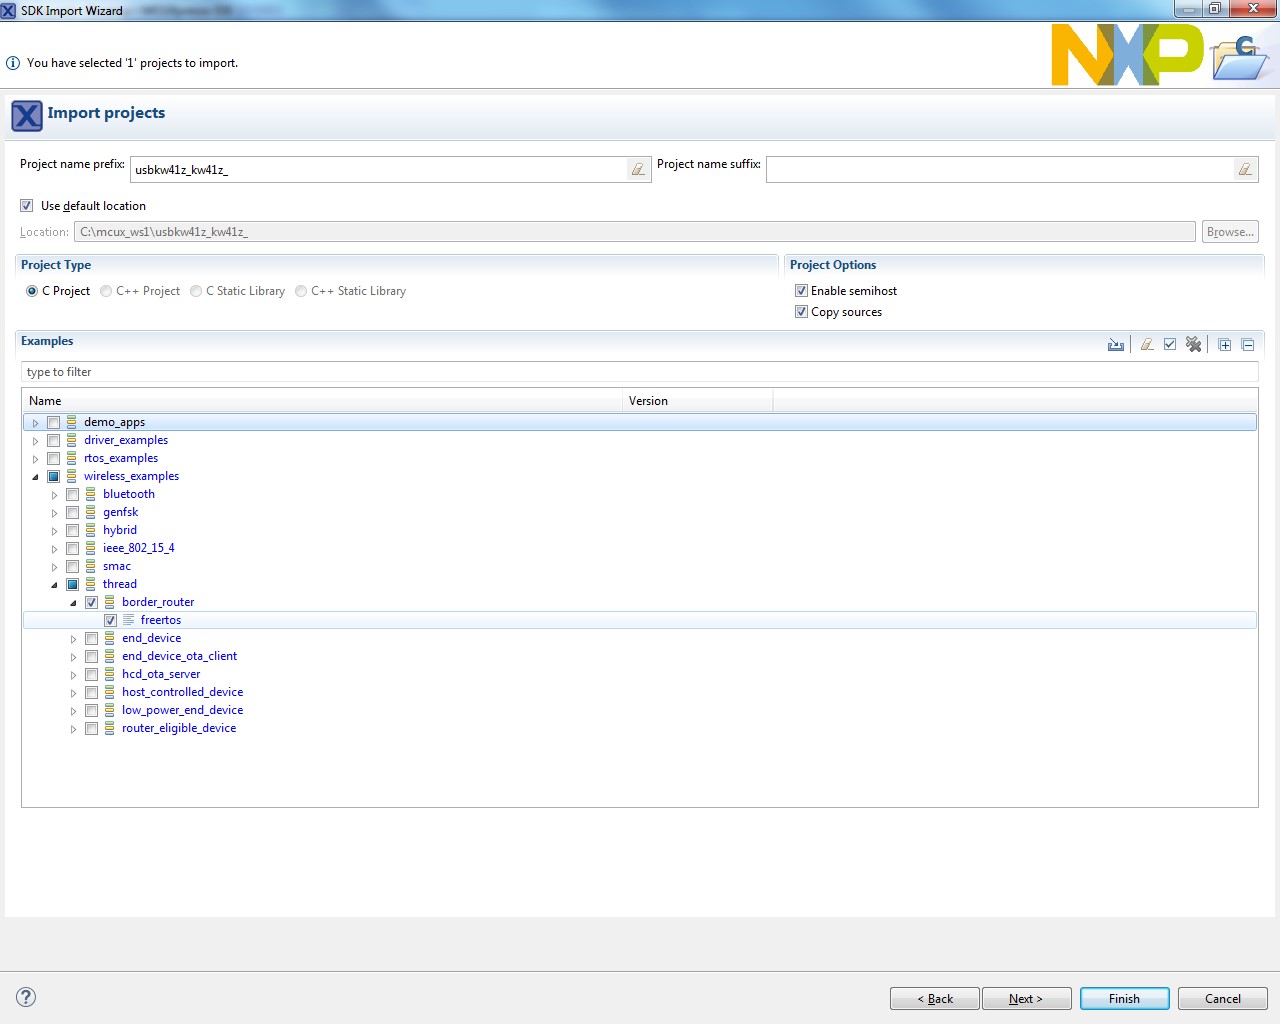 SDK Import Wizard
You have selected '1' projects to import.
NXP
C
X Import projects
Project name prefix: usbkw41z_kw41z_ Project name suffix:
Use default location
Location: C:\mcux_ws1\usbkw41z_kw41z_ Browse...
Project Type Project Options
C Project C++ Project C Static Library C++ Static Library Enable semihost
Copy sources
Examples
type to filter
Name Version
demo_apps
driver_examples
rtos_examples
wireless_examples
bluetooth
genfsk
hybrid
ieee_802_15_4
smac
thread
border_router
freertos
end_device
end_device_ota_client
hcd_ota_server
host_controlled_device
low_power_end_device
router_eligible_device
? < Back Next > Finish Cancel